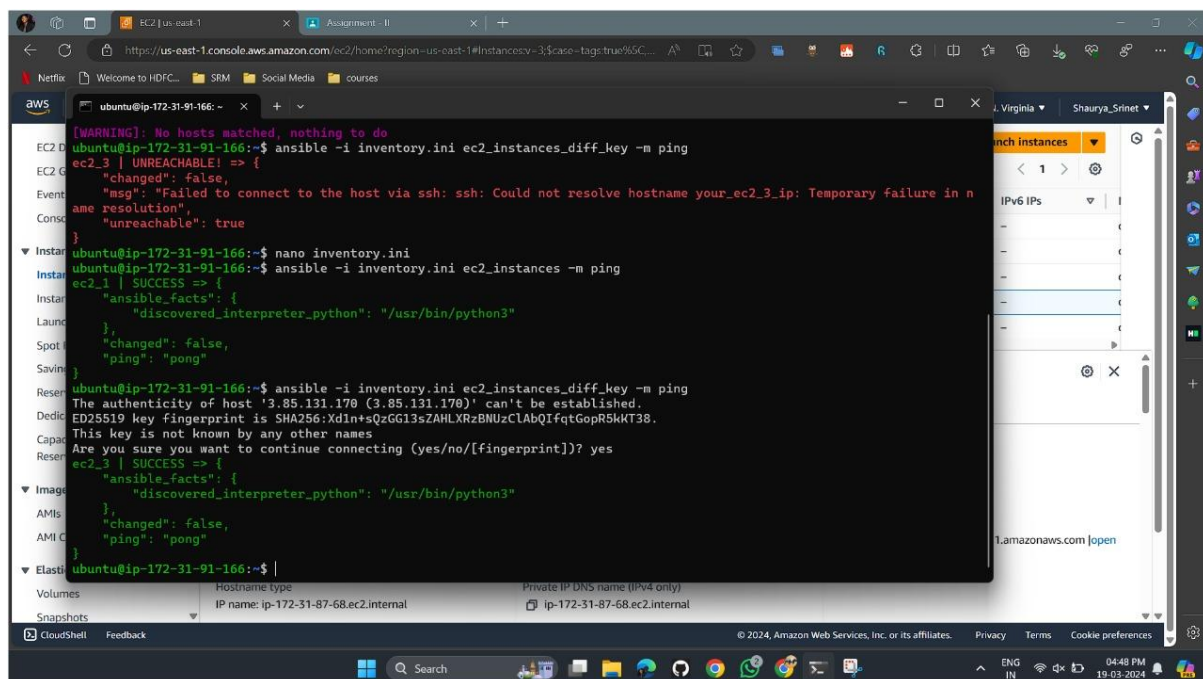 EC2 | us-east-1
Assignment - II
https://us-east-1.console.aws.amazon.com/ec2/home?region=us-east-1#Instances:v=3;$case=tags:true%5C,...
Netflix
Welcome to HDFC...
SRM
Social Media
courses
aws
ubuntu@ip-172-31-91-166: ~
N. Virginia
Shaurya_Srinet
[WARNING]: No hosts matched, nothing to do
ubuntu@ip-172-31-91-166:~$ ansible -i inventory.ini ec2_instances_diff_key -m ping
ec2_3 | UNREACHABLE! => {
"changed": false,
"msg": "Failed to connect to the host via ssh: ssh: Could not resolve hostname your_ec2_3_ip: Temporary failure in n
ame resolution",
"unreachable": true
}
ubuntu@ip-172-31-91-166:~$ nano inventory.ini
ubuntu@ip-172-31-91-166:~$ ansible -i inventory.ini ec2_instances -m ping
ec2_1 | SUCCESS => {
"ansible_facts": {
"discovered_interpreter_python": "/usr/bin/python3"
},
"changed": false,
"ping": "pong"
}
ubuntu@ip-172-31-91-166:~$ ansible -i inventory.ini ec2_instances_diff_key -m ping
The authenticity of host '3.85.131.170 (3.85.131.170)' can't be established.
ED25519 key fingerprint is SHA256:Xd1n+sQzGG13sZAHLXRzBNUzClAbQIfqtGopR5kKT38.
This key is not known by any other names
Are you sure you want to continue connecting (yes/no/[fingerprint])? yes
ec2_3 | SUCCESS => {
"ansible_facts": {
"discovered_interpreter_python": "/usr/bin/python3"
},
"changed": false,
"ping": "pong"
}
ubuntu@ip-172-31-91-166:~$
EC2 D
EC2 G
Event
Conso
Instan
Instan
Instan
Launc
Spot R
Savin
Reser
Dedic
Capac
Reser
Image
AMIs
AMI C
Elasti
Volumes
Snapshots
nch instances
1
IPv6 IPs
1.amazonaws.com |open
Hostname type
IP name: ip-172-31-87-68.ec2.internal
Private IP DNS name (IPv4 only)
ip-172-31-87-68.ec2.internal
CloudShell
Feedback
© 2024, Amazon Web Services, Inc. or its affiliates.
Privacy
Terms
Cookie preferences
Search
ENG
IN
04:48 PM
19-03-2024